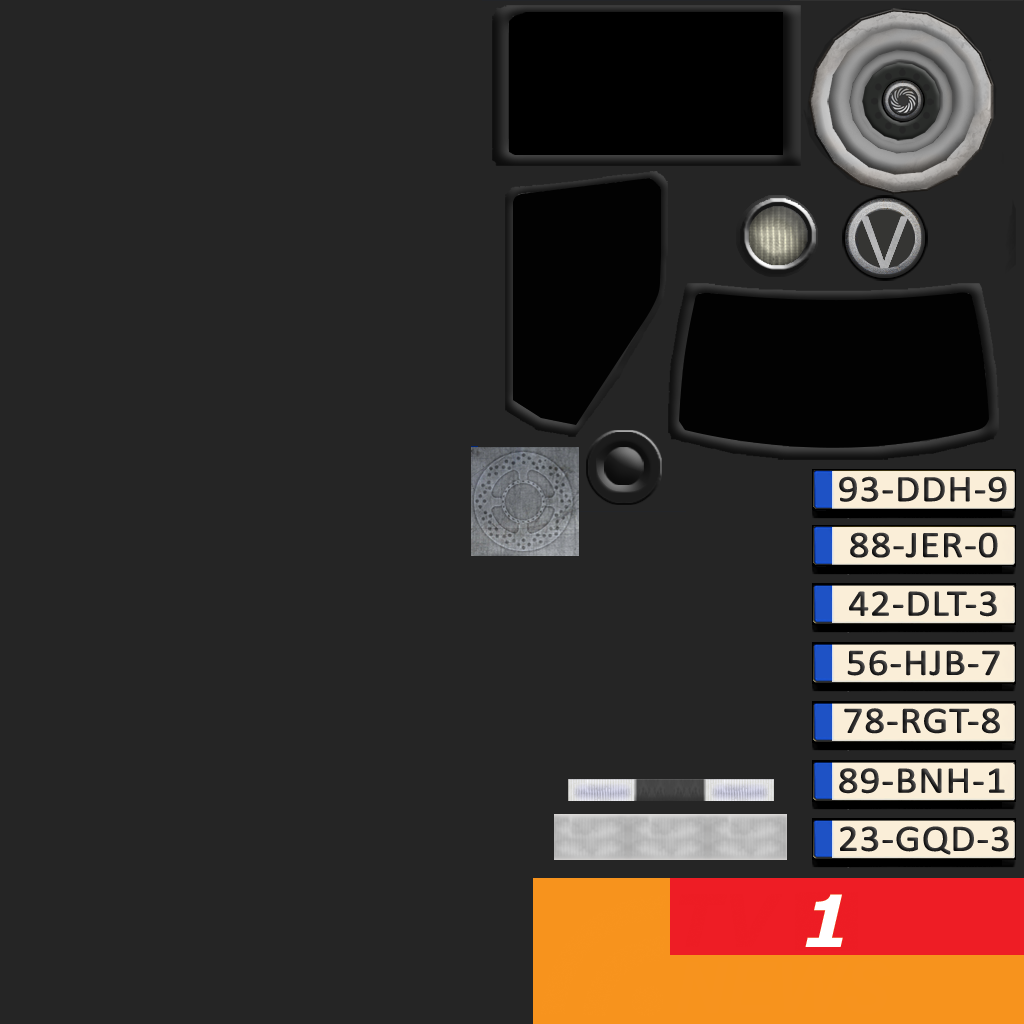 V
93-DDH-9
88-JER-0
42-DLT-3
56-HJB-7
78-RGT-8
89-BNH-1
23-GQD-3
1